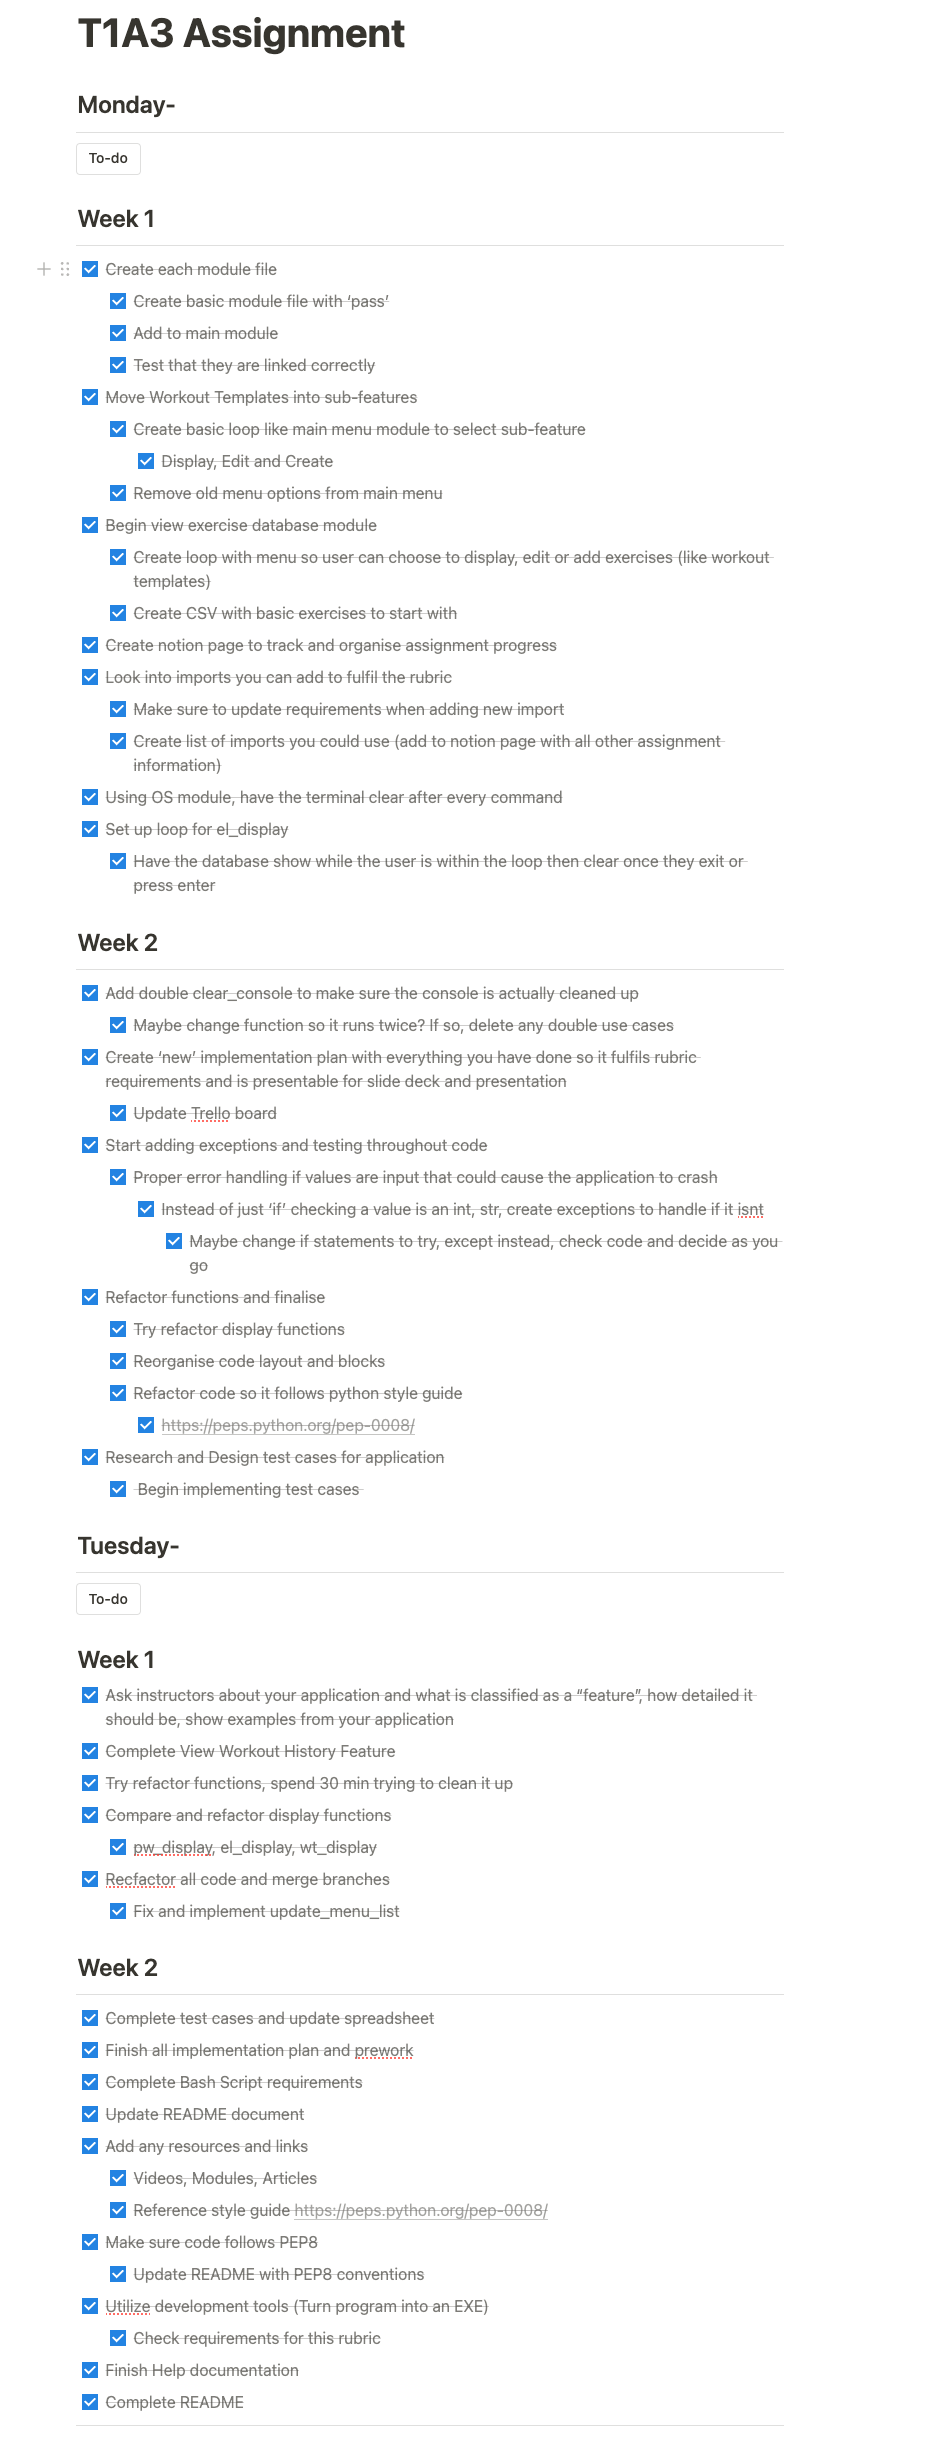 T1A3 Assignment
Monday-
To-do
Week 1
Create each module file
Create basic module file with ‘pass’
Add to main module
Test that they are linked correctly
Move Workout Templates into sub-features
Create basic loop like main menu module to select sub-feature
Display, Edit and Create
Remove old menu options from main menu
Begin view exercise database module
Create loop with menu so user can choose to display, edit or add exercises (like workout
templates)
Create CSV with basic exercises to start with
Create notion page to track and organise assignment progress
Look into imports you can add to fulfil the rubric
Make sure to update requirements when adding new import
Create list of imports you could use (add to notion page with all other assignment
information)
Using OS module, have the terminal clear after every command
Set up loop for el_display
Have the database show while the user is within the loop then clear once they exit or
press enter
Week 2
Add double clear_console to make sure the console is actually cleaned up
Maybe change function so it runs twice? If so, delete any double use cases
Create ‘new’ implementation plan with everything you have done so it fulfils rubric
requirements and is presentable for slide deck and presentation
Update Trello board
Start adding exceptions and testing throughout code
Proper error handling if values are input that could cause the application to crash
Instead of just ‘if’ checking a value is an int, str, create exceptions to handle if it isnt
Maybe change if statements to try, except instead, check code and decide as you
go
Refactor functions and finalise
Try refactor display functions
Reorganise code layout and blocks
Refactor code so it follows python style guide
https://peps.python.org/pep-0008/
Research and Design test cases for application
Begin implementing test cases
Tuesday-
To-do
Week 1
Ask instructors about your application and what is classified as a “feature”, how detailed it
should be, show examples from your application
Complete View Workout History Feature
Try refactor functions, spend 30 min trying to clean it up
Compare and refactor display functions
pw_display, el_display, wt_display
Recfactor all code and merge branches
Fix and implement update_menu_list
Week 2
Complete test cases and update spreadsheet
Finish all implementation plan and prework
Complete Bash Script requirements
Update README document
Add any resources and links
Videos, Modules, Articles
Reference style guide https://peps.python.org/pep-0008/
Make sure code follows PEP8
Update README with PEP8 conventions
Utilize development tools (Turn program into an EXE)
Check requirements for this rubric
Finish Help documentation
Complete README